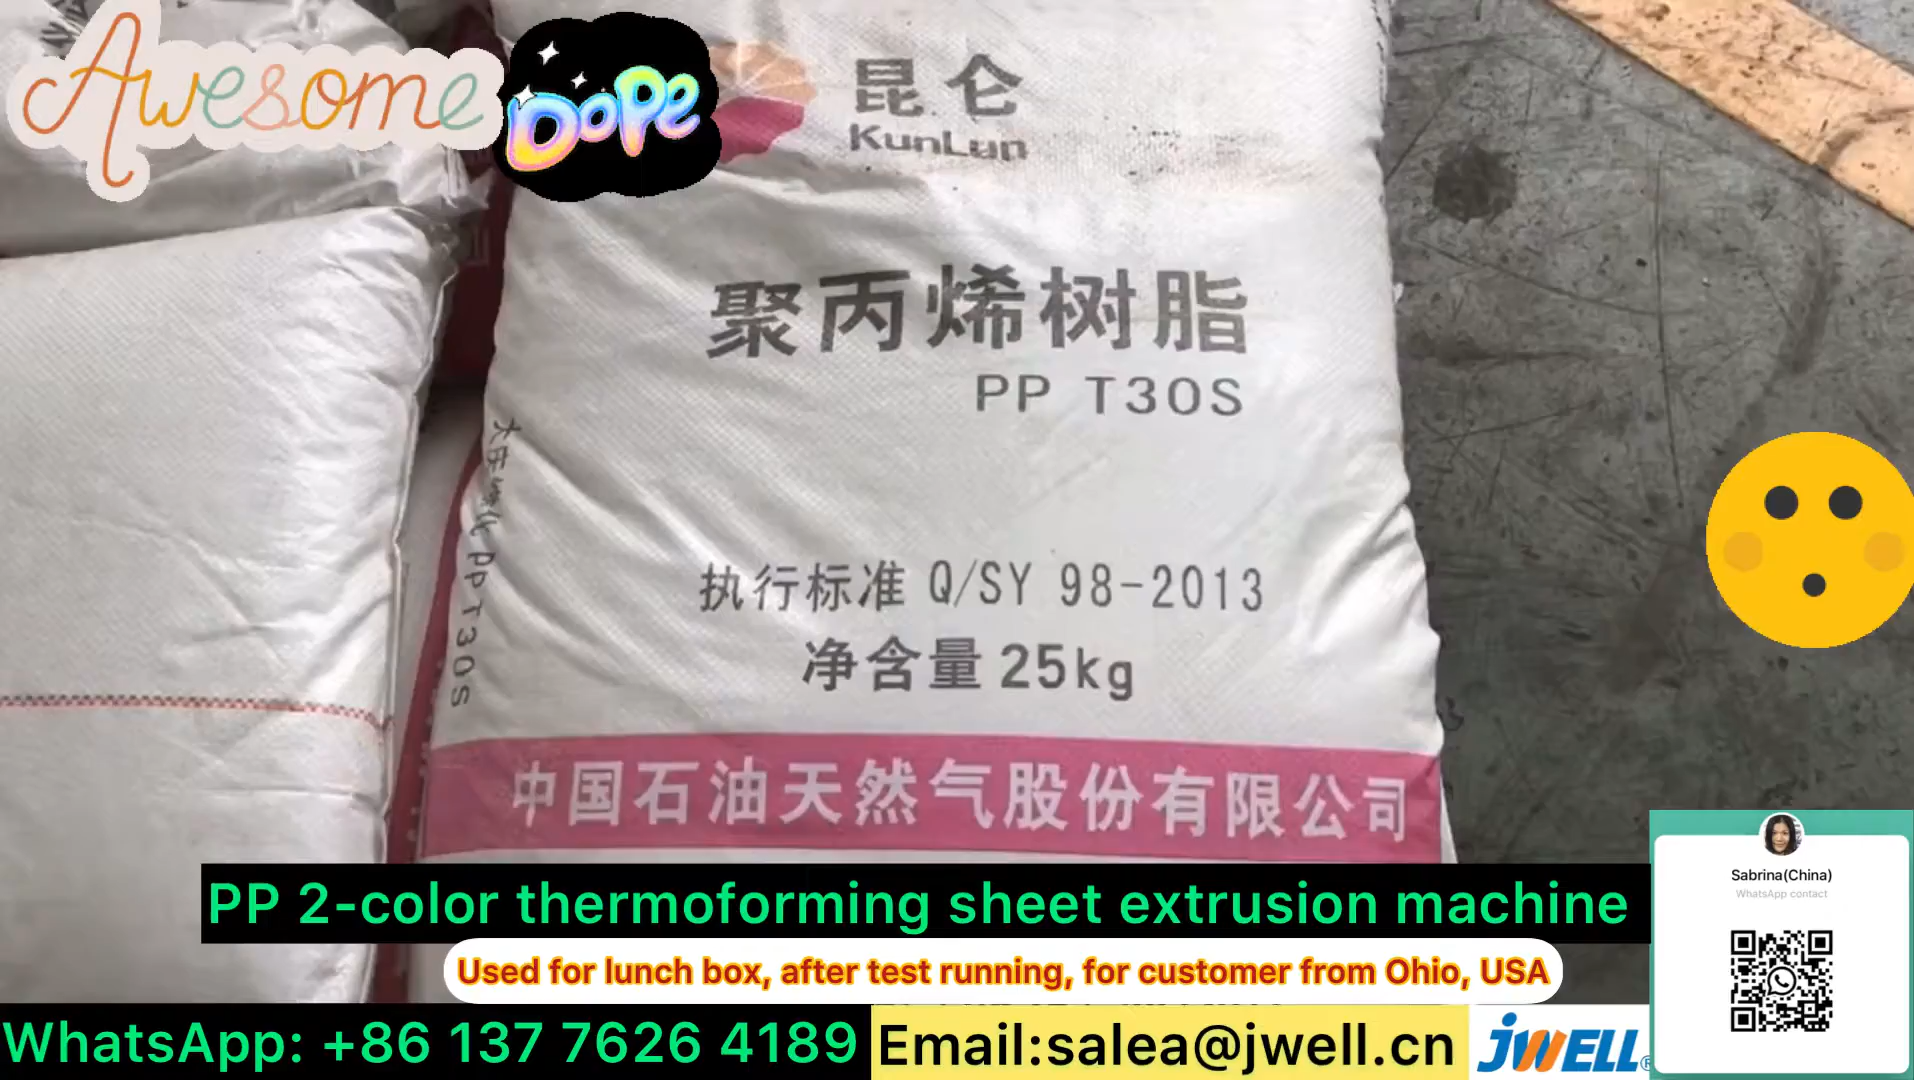 Awesome
DOPE
昆仑
KunLun
聚丙烯树脂
PP T30S
PP T30S
执行标准 Q/SY 98-2013
净含量 25kg
中国石油天然气股份有限公司
PP 2-color thermoforming sheet extrusion machine
Used for lunch box, after test running, for customer from Ohio, USA
WhatsApp: +86 137 7626 4189
Email:salea@jwell.cn
JWELL®
Sabrina(China)
WhatsApp contact